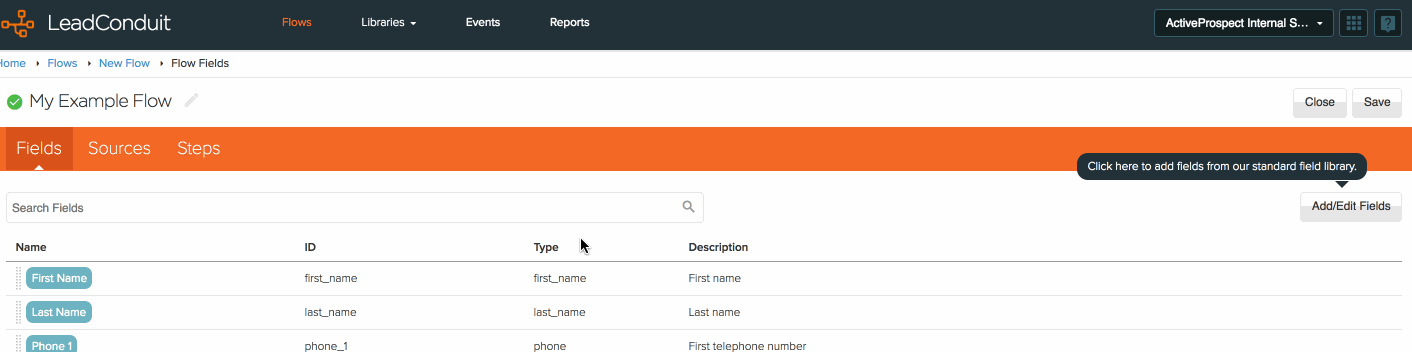 LeadConduit Flows Libraries Events Reports ActiveProspect Internal S...
Home Flows New Flow Flow Fields
My Example Flow Close Save
Fields Sources Steps
Click here to add fields from our standard field library.
Search Fields Add/Edit Fields
Name ID Type Description
First Name first_name first_name First name
Last Name last_name last_name Last name
Phone 1 phone_1 phone First telephone number